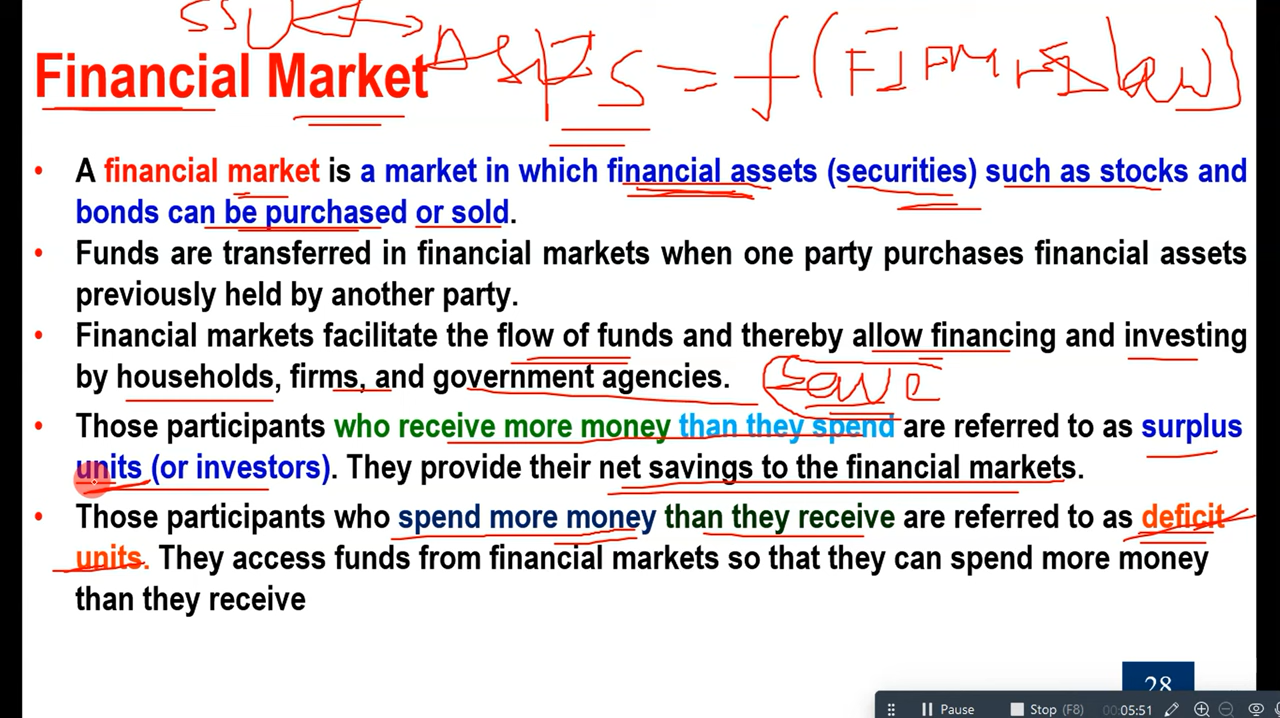 SSU
Financial Market
S = f(FI FM
• A financial market is a market in which financial assets (securities) such as stocks and
bonds can be purchased or sold.
• Funds are transferred in financial markets when one party purchases financial assets
previously held by another party.
• Financial markets facilitate the flow of funds and thereby allow financing and investing
by households, firms, and government agencies.
save
• Those participants who receive more money than they spend are referred to as surplus
units (or investors). They provide their net savings to the financial markets.
• Those participants who spend more money than they receive are referred to as deficit
units. They access funds from financial markets so that they can spend more money
than they receive
28
Pause Stop (F8) 00:05:51